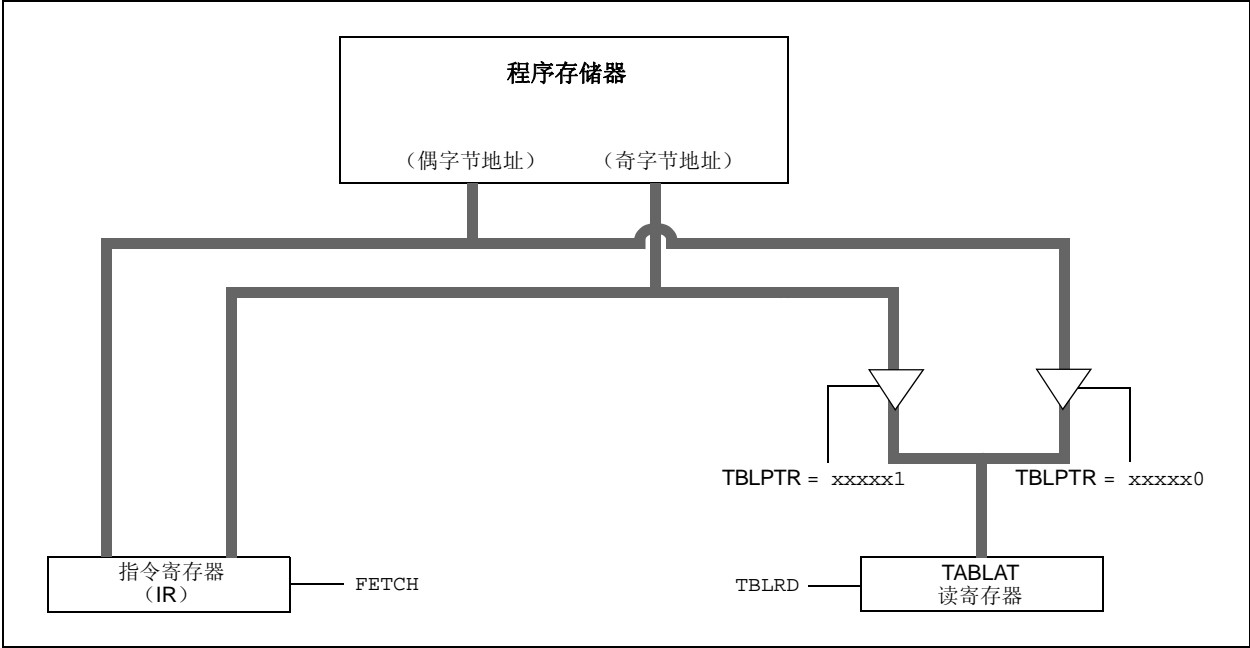 程序存储器
（偶字节地址）
（奇字节地址）
TBLPTR = xxxxx1
TBLPTR = xxxxx0
指令寄存器
（IR）
FETCH
TBLRD
TABLAT
读寄存器